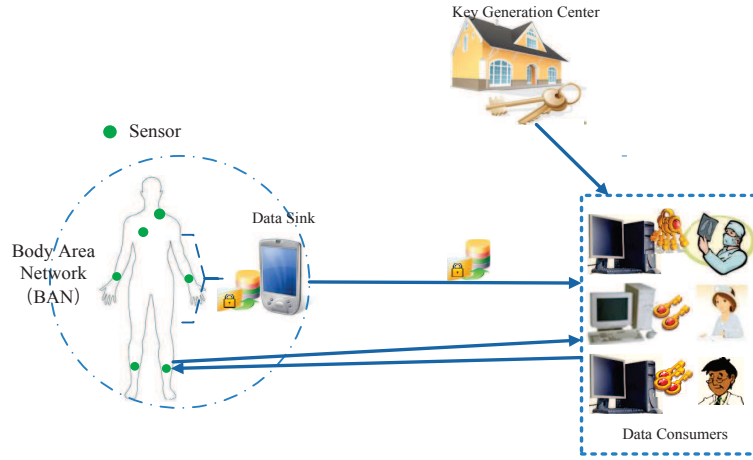 Key Generation Center
Sensor
Data Sink
Body Area
Network
（BAN）
Data Consumers